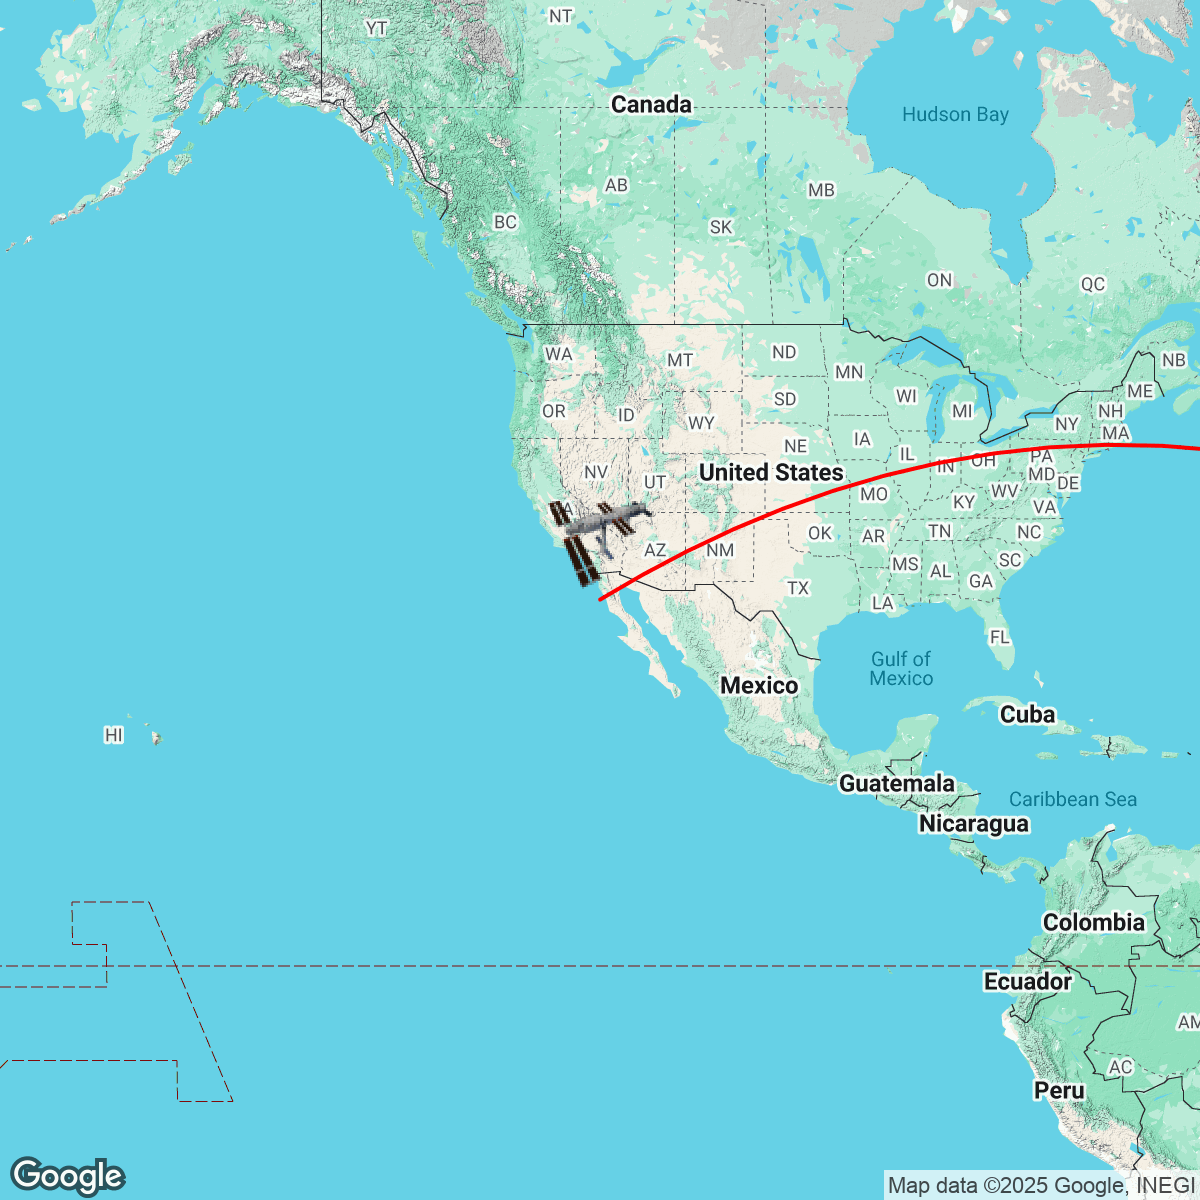 YT
NT
Canada
Hudson Bay
AB
MB
BC
SK
ON
QC
WA
MT
ND
MN
NB
OR
ID
WY
SD
WI
MI
ME
NY
NH
MA
NV
UT
NE
IA
IL
IN
OH
PA
United States
MD
DE
MO
WV
KY
VA
AZ
NM
OK
AR
TN
NC
MS
AL
SC
GA
TX
LA
FL
Gulf of
Mexico
Mexico
Cuba
HI
Guatemala
Caribbean Sea
Nicaragua
Colombia
Ecuador
AM
AC
Peru
Google
Map data ©2025 Google, INEGI